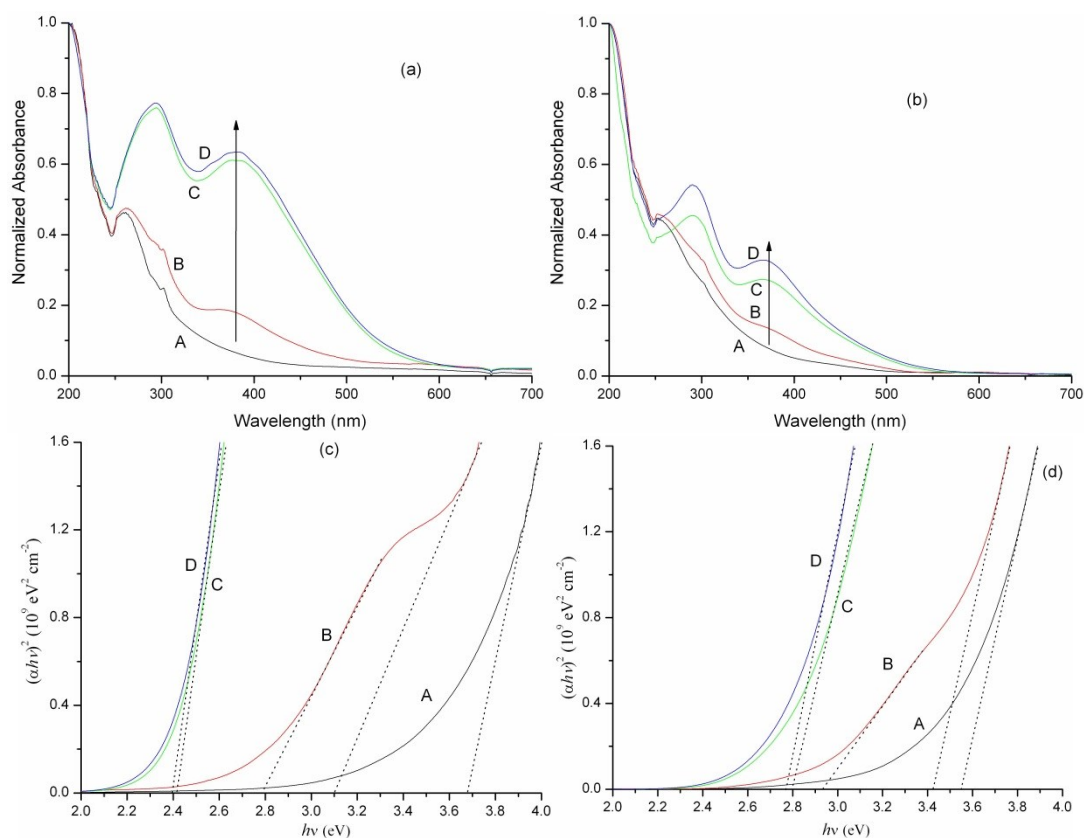 1.0
0.8
0.6
0.4
0.2
0.0
200 300 400 500 600 700
Normalized Absorbance
Wavelength (nm)
(a)
D
C
B
A
1.0
0.8
0.6
0.4
0.2
0.0
200 300 400 500 600 700
Normalized Absorbance
Wavelength (nm)
(b)
D
C
B
A
1.6
1.2
0.8
0.4
0.0
2.0 2.2 2.4 2.6 2.8 3.0 3.2 3.4 3.6 3.8 4.0
(αhν)² (10⁹ eV² cm⁻²)
hν (eV)
(c)
D
C
B
A
1.6
1.2
0.8
0.4
0.0
2.0 2.2 2.4 2.6 2.8 3.0 3.2 3.4 3.6 3.8 4.0
(αhν)² (10⁹ eV² cm⁻²)
hν (eV)
(d)
D
C
B
A